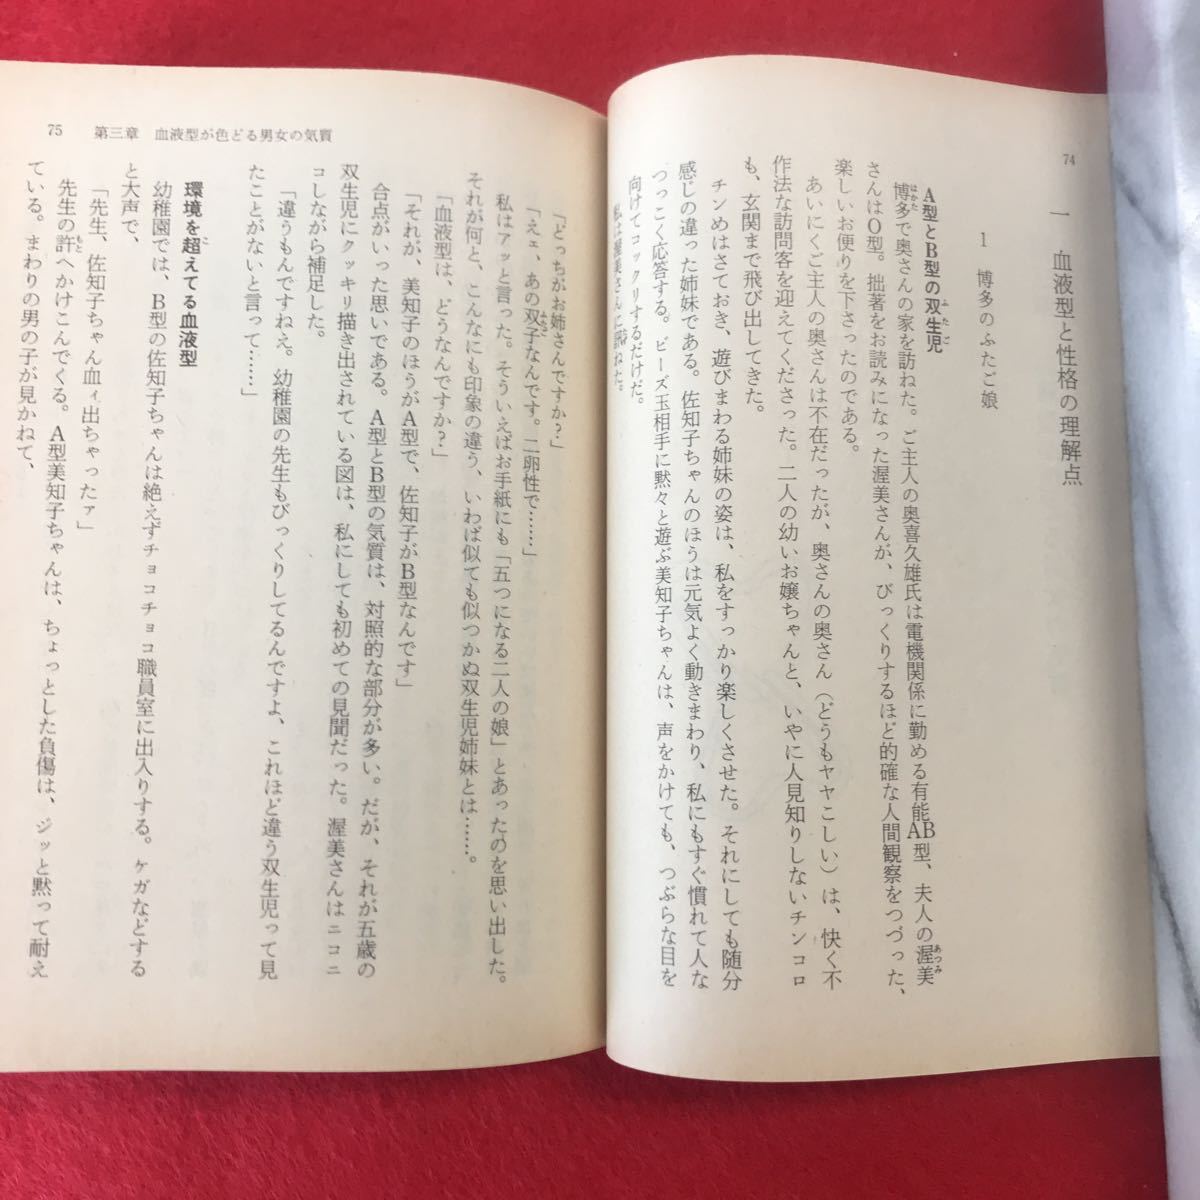 74
一 血液型と性格の理解点
1 博多のふたご娘
A型とB型の双生児
博多で奥さんの家を訪ねた。ご主人の奥喜久雄氏は電機関係に勤める有能AB型、夫人の渥美
さんはO型。拙著をお読みになった渥美さんが、びっくりするほど的確な人間観察をつづった、
楽しいお便りを下さったのである。
あいにくご主人の奥さんは不在だったが、奥さんの奥さん（どうもヤヤこしい）は、快く不
作法な訪問客を迎えてくださった。二人の幼いお嬢ちゃんと、いやに人見知りしないチンコロ
も、玄関まで飛び出してきた。
チンめはさておき、遊びまわる姉妹の姿は、私をすっかり楽しくさせた。それにしても随分
感じの違った姉妹である。佐知子ちゃんのほうは元気よく動きまわり、私にもすぐ慣れて人な
つっこく応答する。ビーズ玉相手に黙々と遊ぶ美知子ちゃんは、声をかけても、つぶらな目を
向けてコックリするだけだ。
私は渥美さんに訊ねた。
75 第三章 血液型が色どる男女の気質
「どっちがお姉さんですか？」
「えェ、あの双子なんです。二卵性で……」
私はアッと言った。そういえばお手紙にも「五つになる二人の娘」とあったのを思い出した。
それが何と、こんなにも印象の違う、いわば似ても似つかぬ双生児姉妹とは……。
「血液型は、どうなんですか？」
「それが、美知子のほうがA型で、佐知子がB型なんです」
合点がいった思いである。A型とB型の気質は、対照的な部分が多い。だが、それが五歳の
双生児にクッキリ描き出されている図は、私にしても初めての見聞だった。渥美さんはニコニ
コしながら補足した。
「違うもんですねえ。幼稚園の先生もびっくりしてるんですよ、これほど違う双生児って見
たことがないと言って……」
環境を超えてる血液型
幼稚園では、B型の佐知子ちゃんは絶えずチョコチョコ職員室に出入りする。ケガなどする
と大声で、
「先生、佐知子ちゃん血ィ出ちゃったァ」
先生の許へかけこんでくる。A型美知子ちゃんは、ちょっとした負傷は、ジッと黙って耐え
ている。まわりの男の子が見かねて、